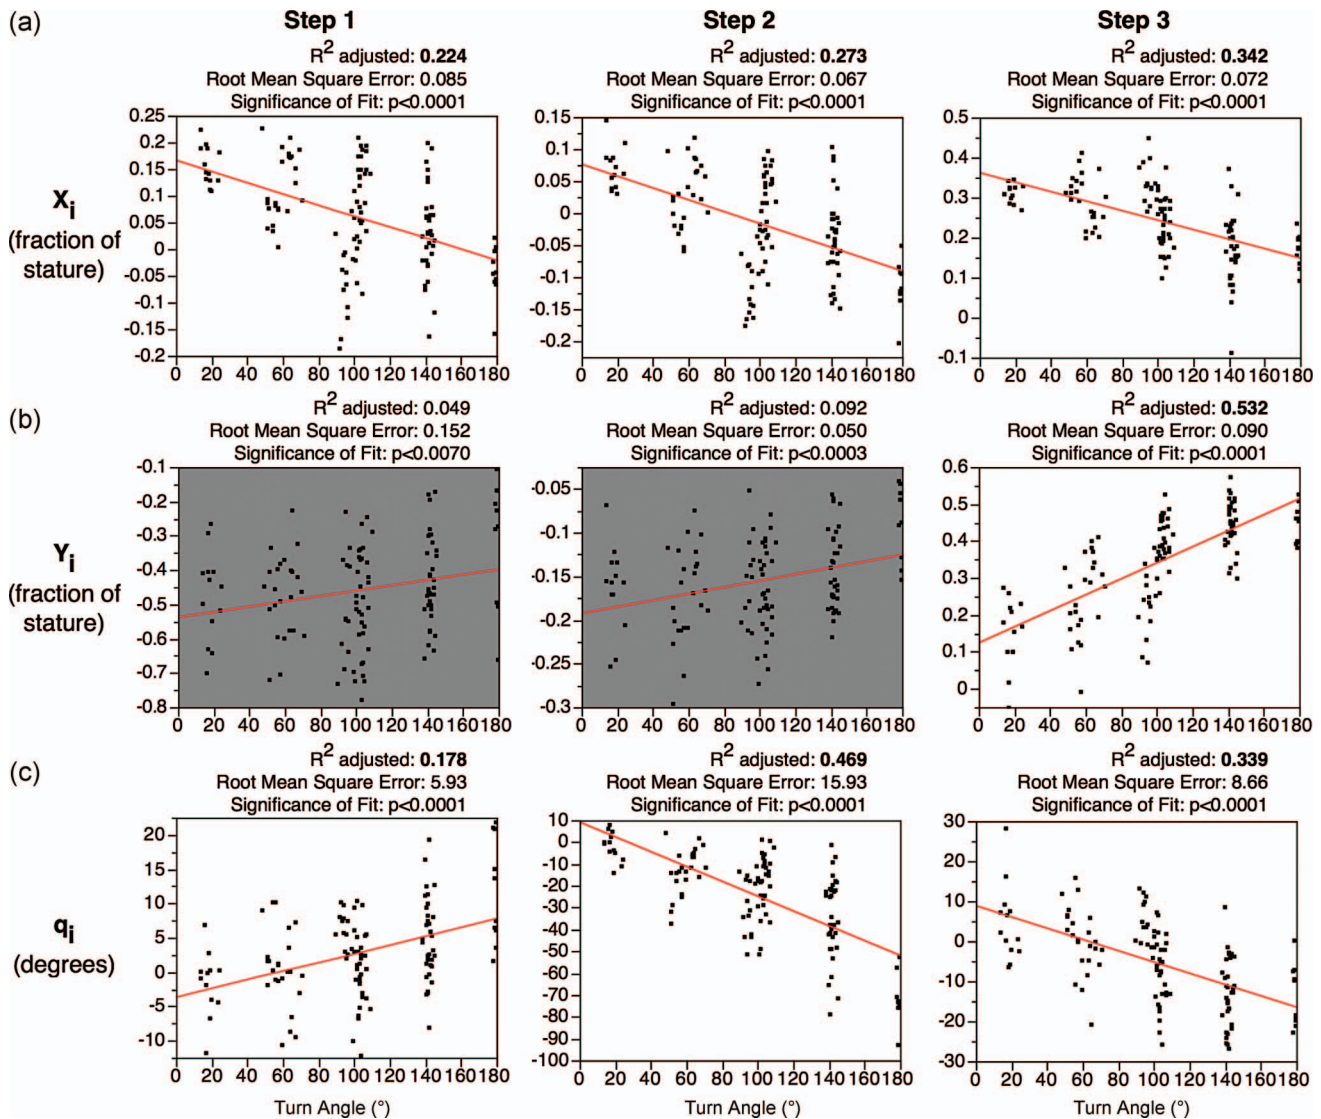 (a)
Step 1
Step 2
Step 3
R2 adjusted: 0.224
Root Mean Square Error: 0.085
Significance of Fit: p<0.0001
R2 adjusted: 0.273
Root Mean Square Error: 0.067
Significance of Fit: p<0.0001
R2 adjusted: 0.342
Root Mean Square Error: 0.072
Significance of Fit: p<0.0001
Xi
(fraction of
stature)
0.25
0.2
0.15
0.1
0.05
0
-0.05
-0.1
-0.15
-0.2
0 20 40 60 80 100 120 140 160 180
0.15
0.1
0.05
0
-0.05
-0.1
-0.15
-0.2
0 20 40 60 80 100 120 140 160 180
0.5
0.4
0.3
0.2
0.1
0
-0.1
0 20 40 60 80 100 120 140 160 180
(b)
R2 adjusted: 0.049
Root Mean Square Error: 0.152
Significance of Fit: p<0.0070
R2 adjusted: 0.092
Root Mean Square Error: 0.050
Significance of Fit: p<0.0003
R2 adjusted: 0.532
Root Mean Square Error: 0.090
Significance of Fit: p<0.0001
Yi
(fraction of
stature)
-0.1
-0.2
-0.3
-0.4
-0.5
-0.6
-0.7
-0.8
0 20 40 60 80 100 120 140 160 180
-0.05
-0.1
-0.15
-0.2
-0.25
-0.3
0 20 40 60 80 100 120 140 160 180
0.6
0.5
0.4
0.3
0.2
0.1
0
0 20 40 60 80 100 120 140 160 180
(c)
R2 adjusted: 0.178
Root Mean Square Error: 5.93
Significance of Fit: p<0.0001
R2 adjusted: 0.469
Root Mean Square Error: 15.93
Significance of Fit: p<0.0001
R2 adjusted: 0.339
Root Mean Square Error: 8.66
Significance of Fit: p<0.0001
qi
(degrees)
20
15
10
5
0
-5
-10
0 20 40 60 80 100 120 140 160 180
Turn Angle (°)
10
0
-10
-20
-30
-40
-50
-60
-70
-80
-90
-100
0 20 40 60 80 100 120 140 160 180
Turn Angle (°)
30
20
10
0
-10
-20
-30
0 20 40 60 80 100 120 140 160 180
Turn Angle (°)